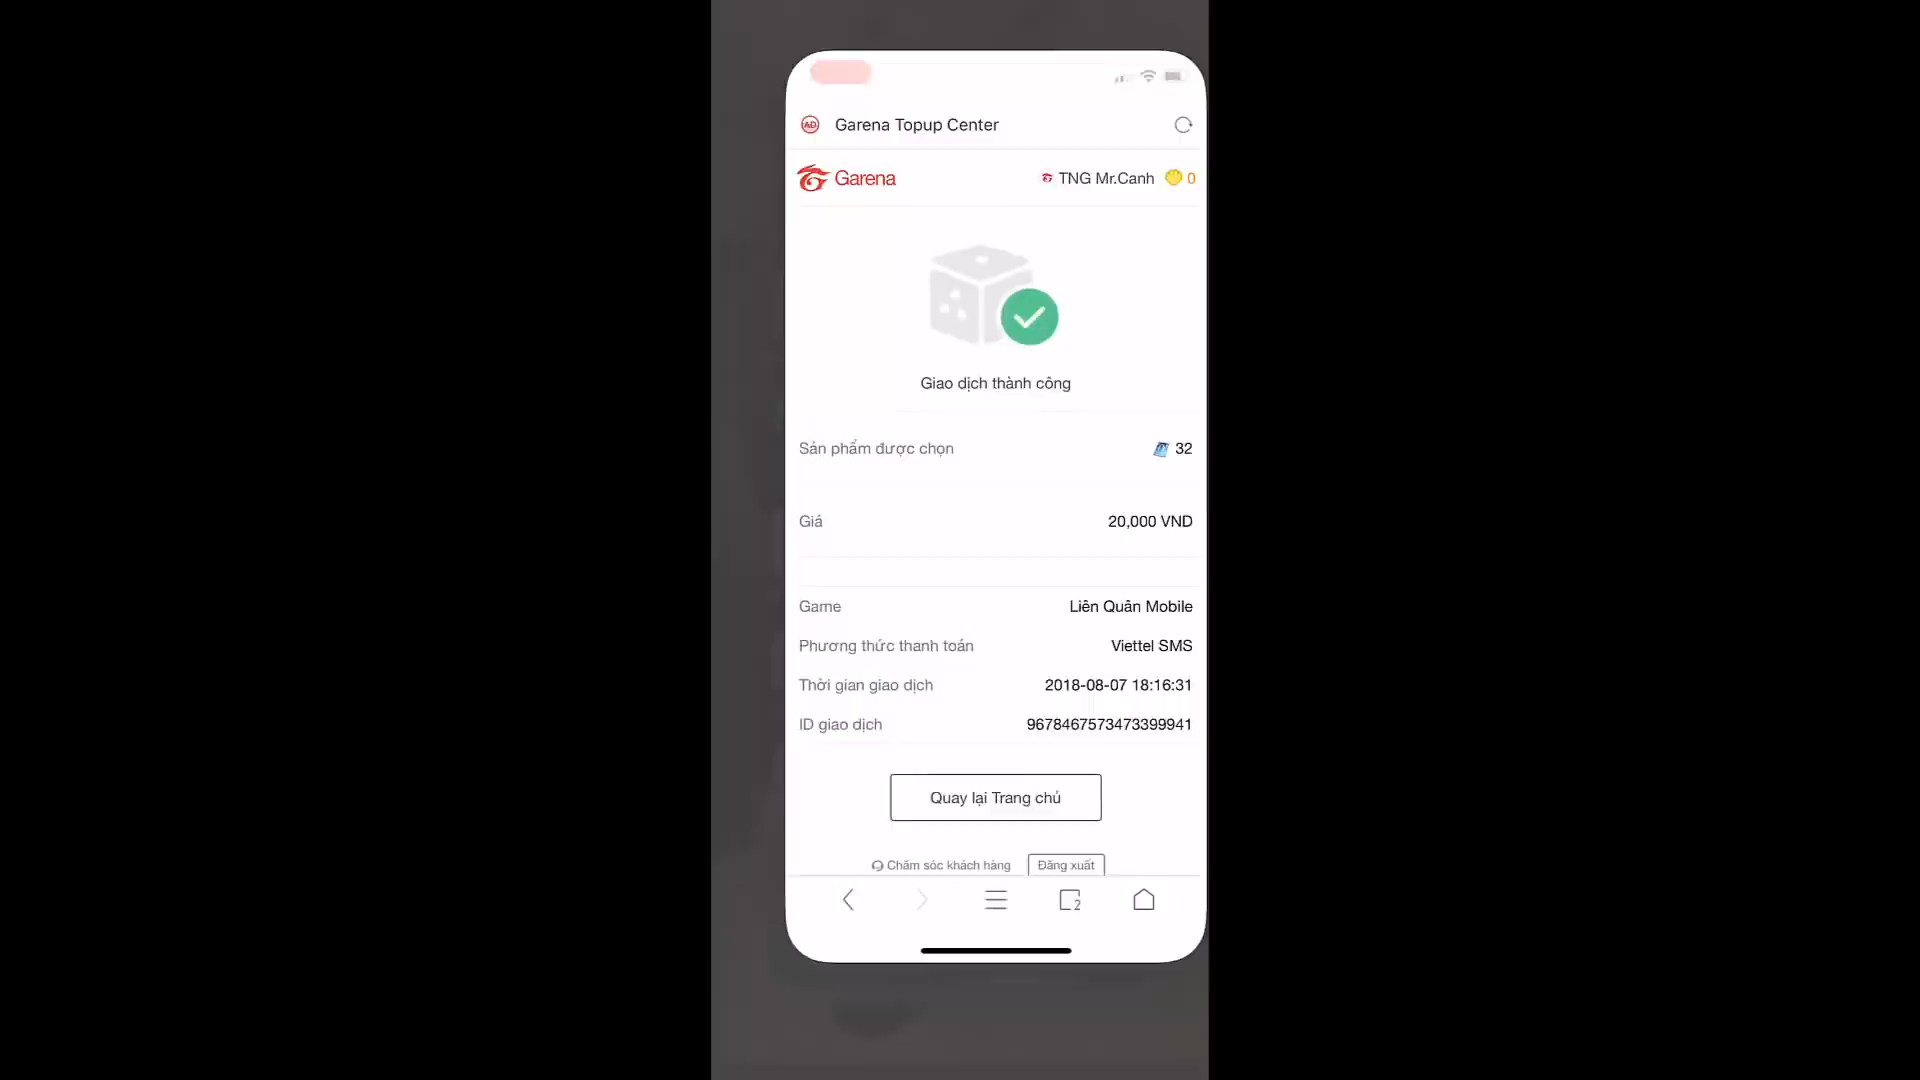 AD Garena Topup Center
Garena TNG Mr.Canh 0
Giao dịch thành công
Sản phẩm được chọn 32
Giá 20,000 VND
Game Liên Quân Mobile
Phương thức thanh toán Viettel SMS
Thời gian giao dịch 2018-08-07 18:16:31
ID giao dịch 9678467573473399941
Quay lại Trang chủ
Chăm sóc khách hàng Đăng xuất
2